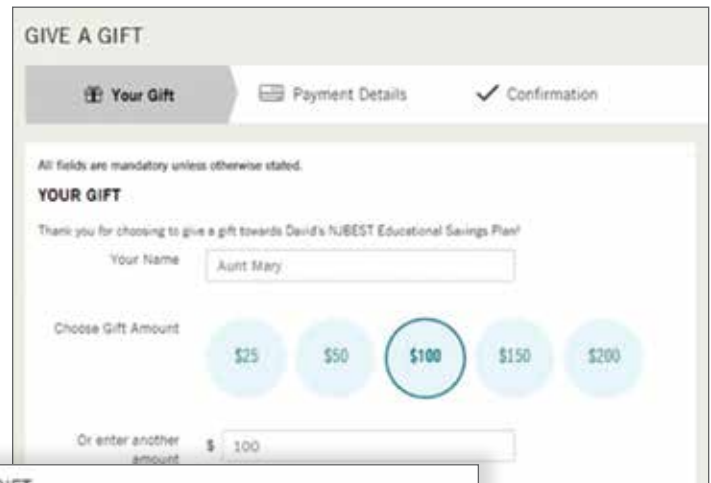 GIVE A GIFT
Your Gift
Payment Details
Confirmation
All fields are mandatory unless otherwise stated.
YOUR GIFT
Thank you for choosing to give a gift towards David's NJBEST Educational Savings Plan!
Your Name
Aunt Mary
Choose Gift Amount
$25 $50 $100 $150 $200
Or enter another
amount
$ 100